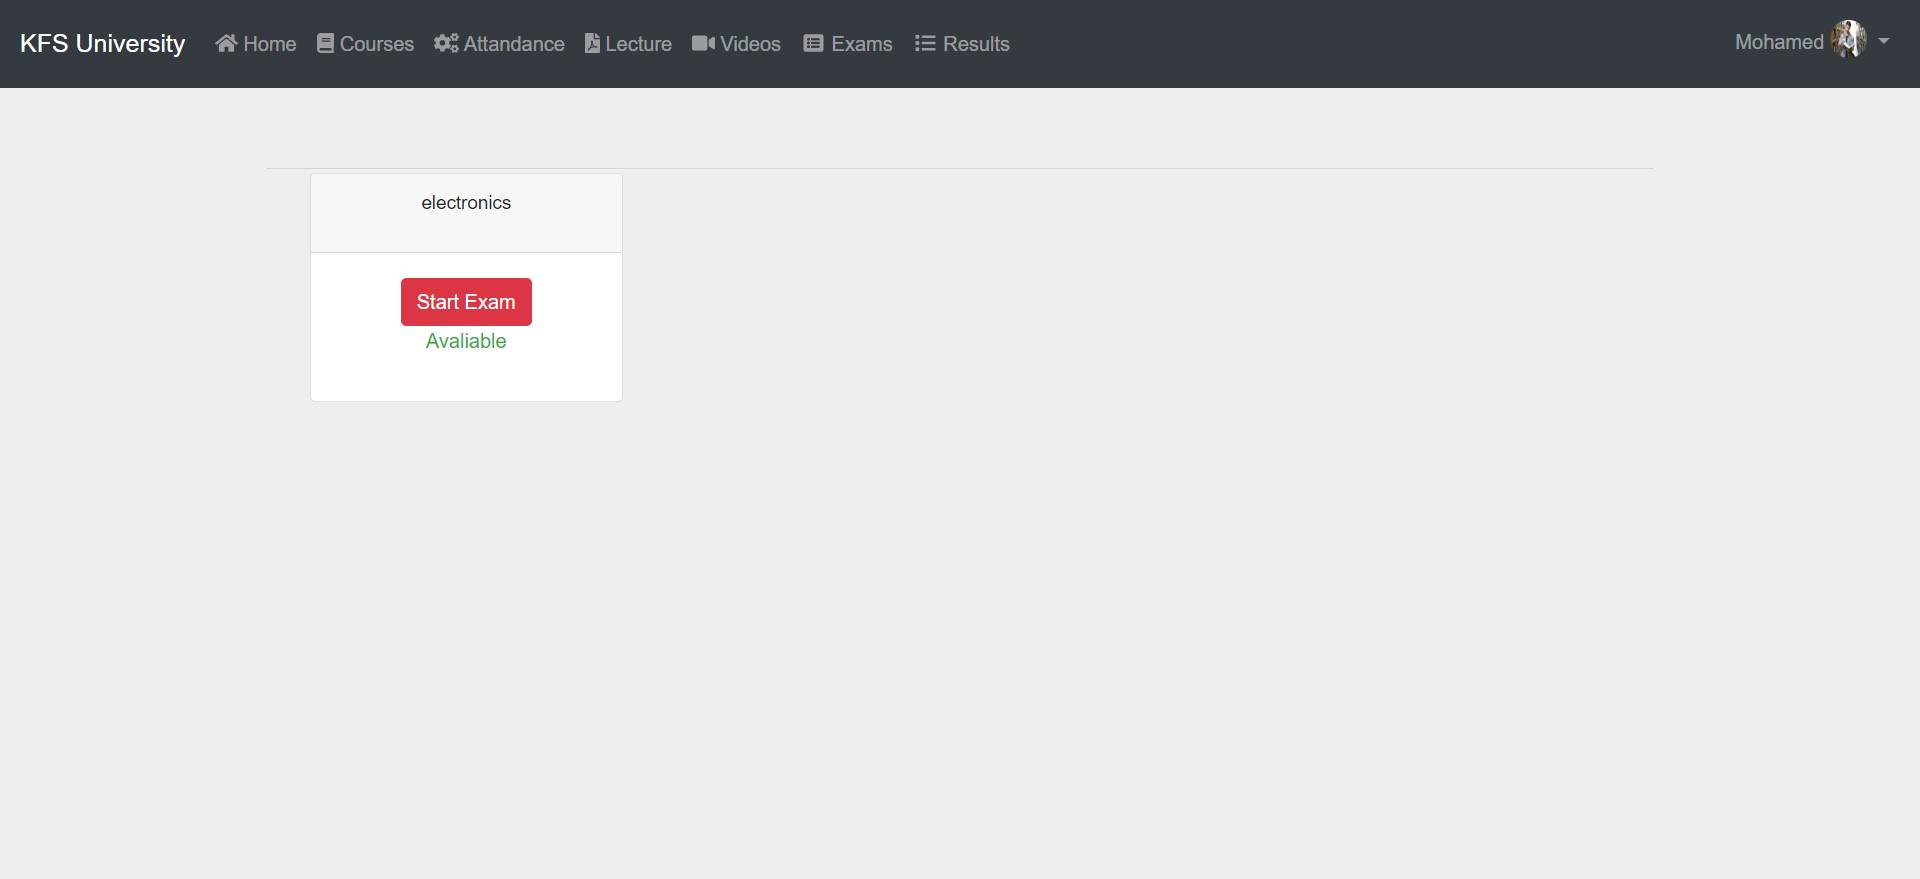 KFS University Home Courses Attandance Lecture Videos Exams Results Mohamed
electronics
Start Exam
Avaliable